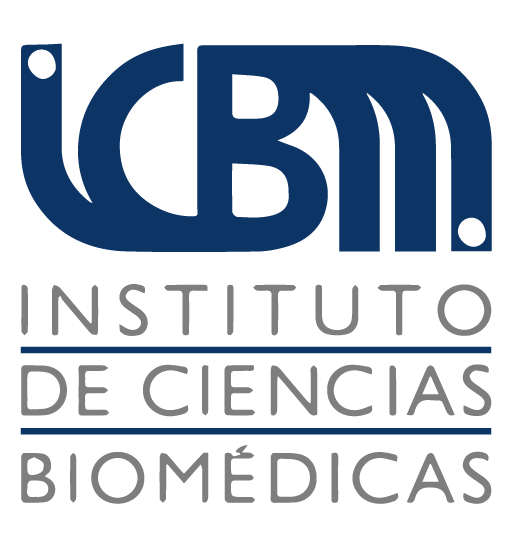 ICBM
INSTITUTO
DE CIENCIAS
BIOMÉDICAS